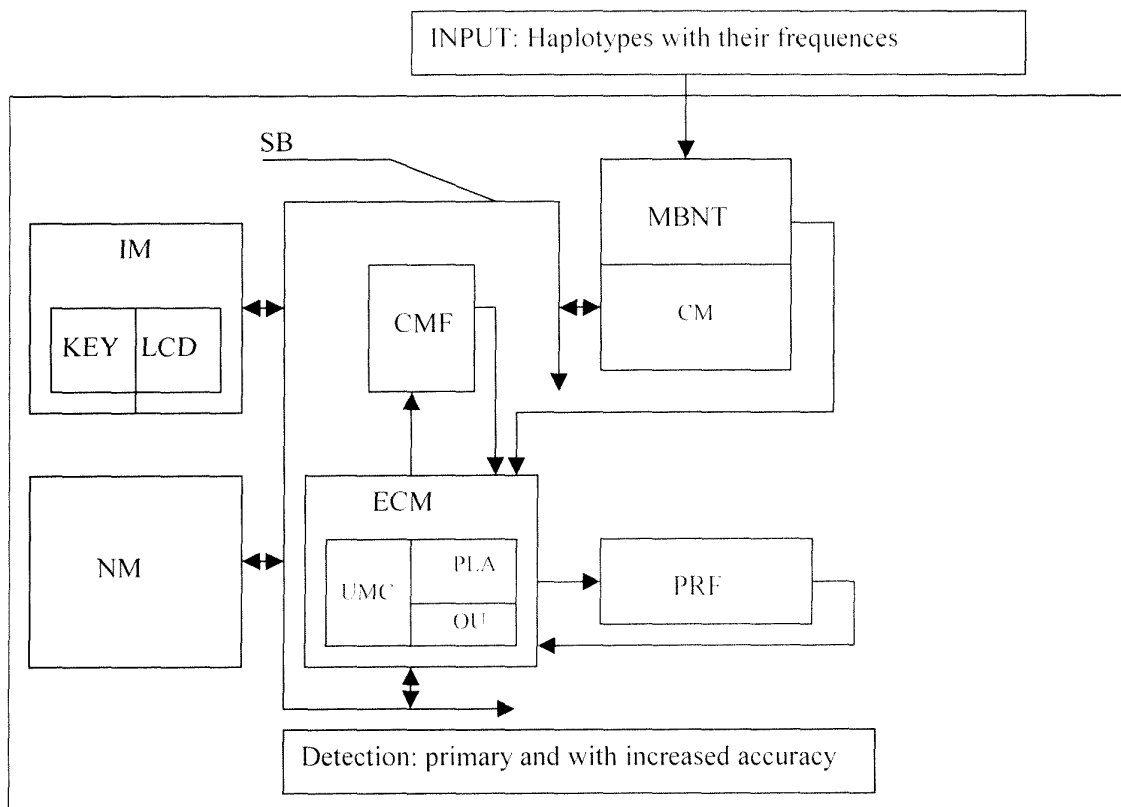 INPUT: Haplotypes with their frequences
SB
MBNT
IM
CM
CMF
KEY LCD
ECM
NM
PLA
UMC
PRF
OU
Detection: primary and with increased accuracy